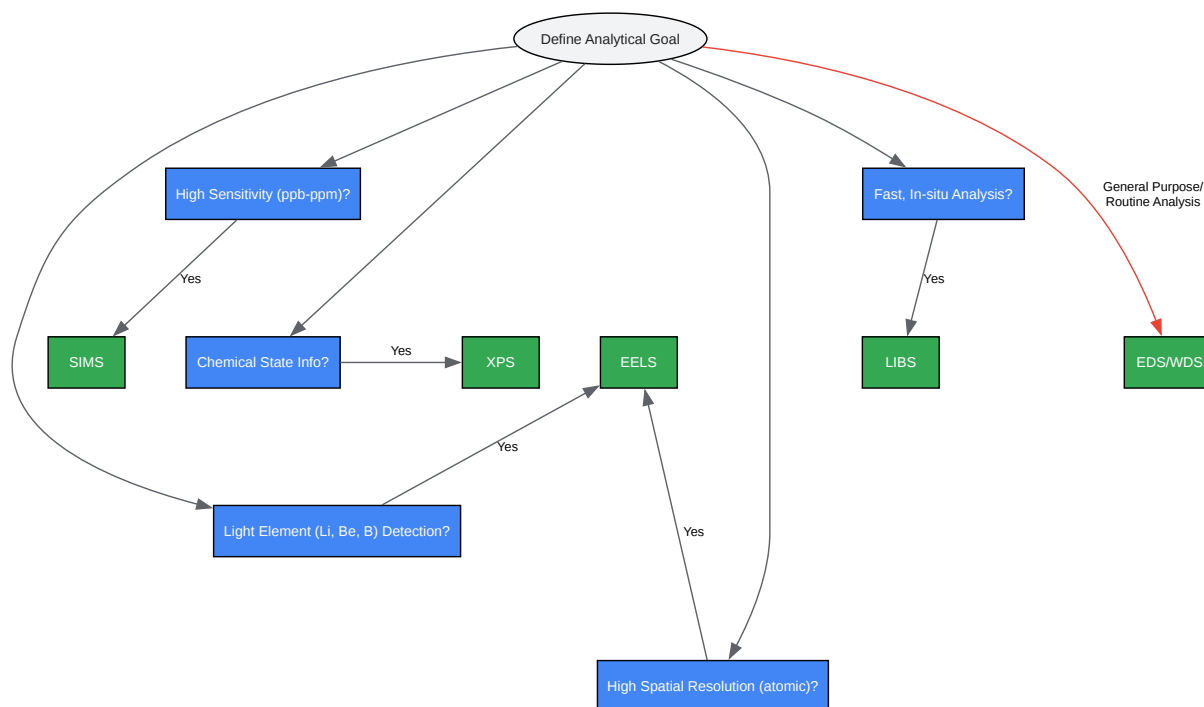 Define Analytical Goal
High Sensitivity (ppb-ppm)?
Fast, In-situ Analysis?
General Purpose/
Routine Analysis
Yes
Yes
SIMS
Chemical State Info?
Yes
XPS
EELS
LIBS
EDS/WDS
Yes
Light Element (Li, Be, B) Detection?
Yes
High Spatial Resolution (atomic)?